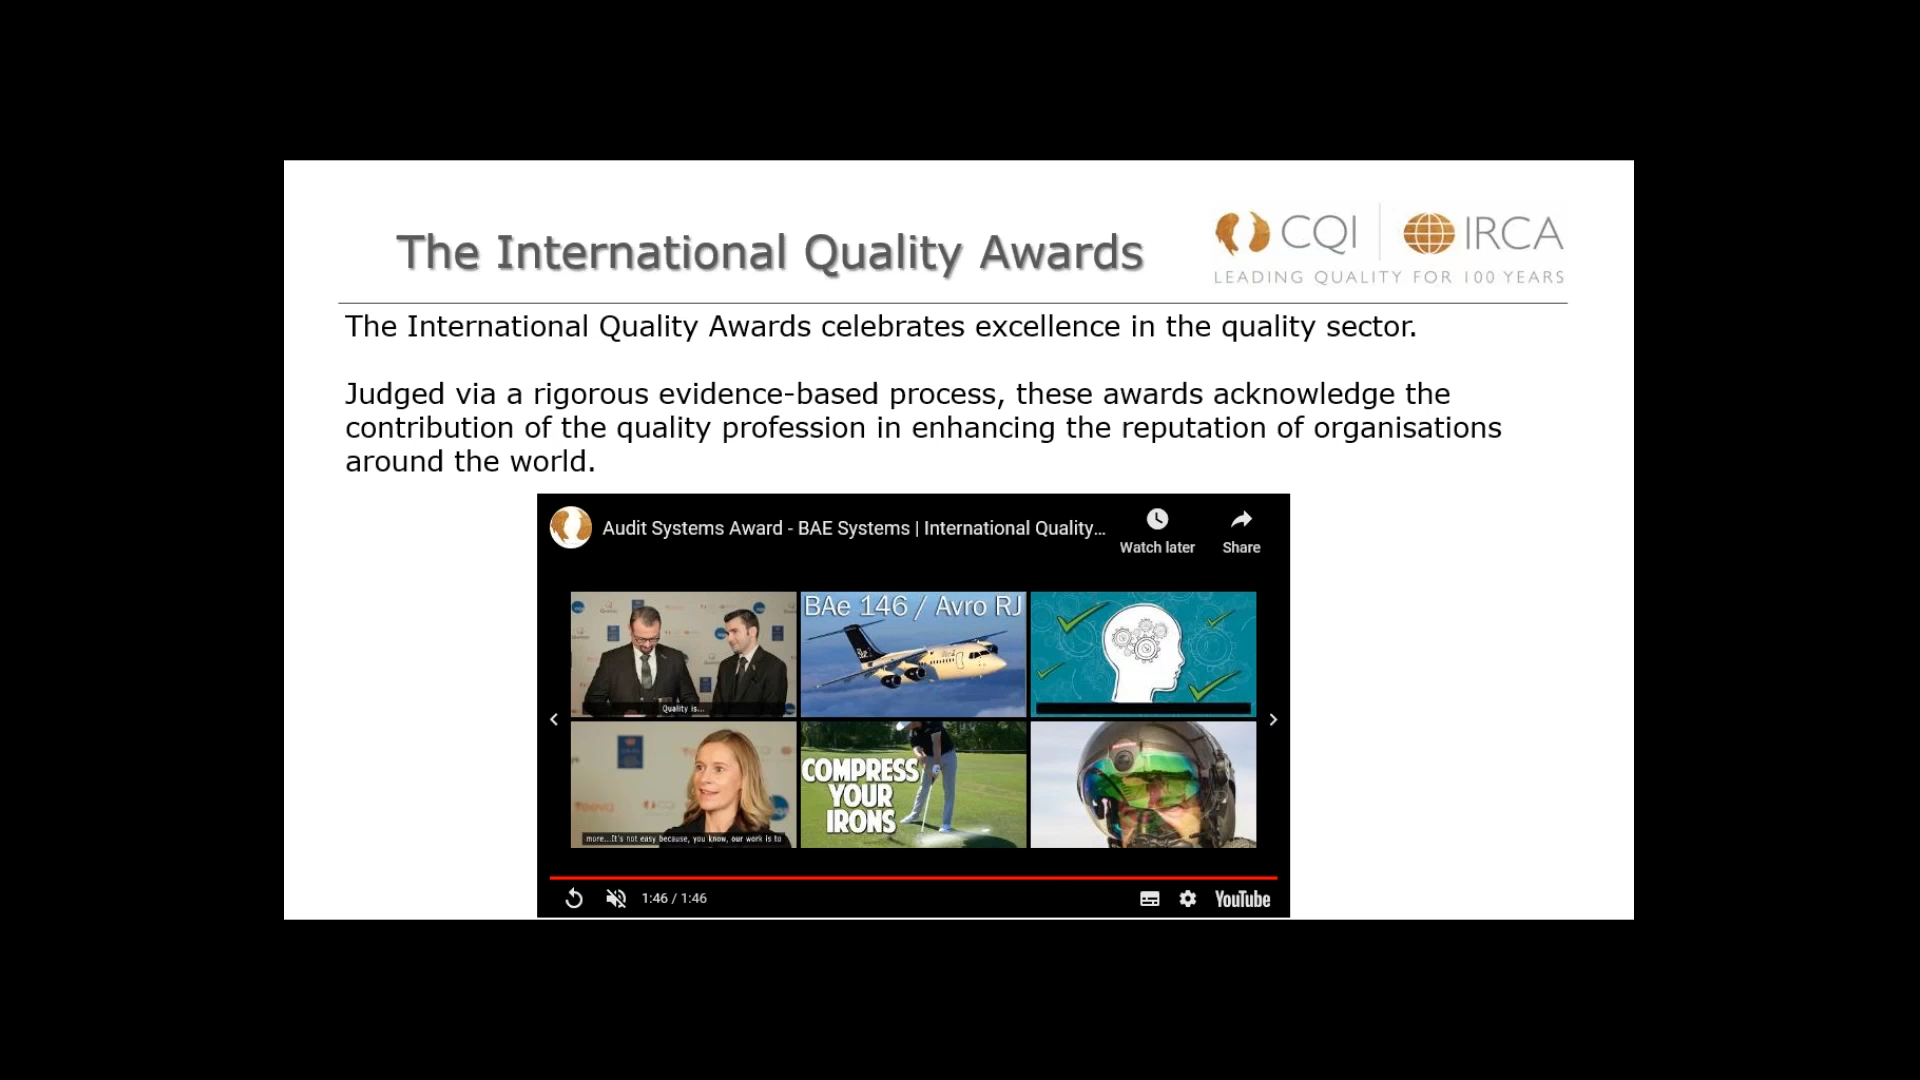 The International Quality Awards
CQI IRCA
LEADING QUALITY FOR 100 YEARS
The International Quality Awards celebrates excellence in the quality sector.
Judged via a rigorous evidence-based process, these awards acknowledge the
contribution of the quality profession in enhancing the reputation of organisations
around the world.
Audit Systems Award - BAE Systems | International Quality...
Watch later
Share
BAe 146 / Avro RJ
Quality is...
COMPRESS
YOUR
IRONS
more...It's not easy because, you know, our work is to
1:46 / 1:46
YouTube